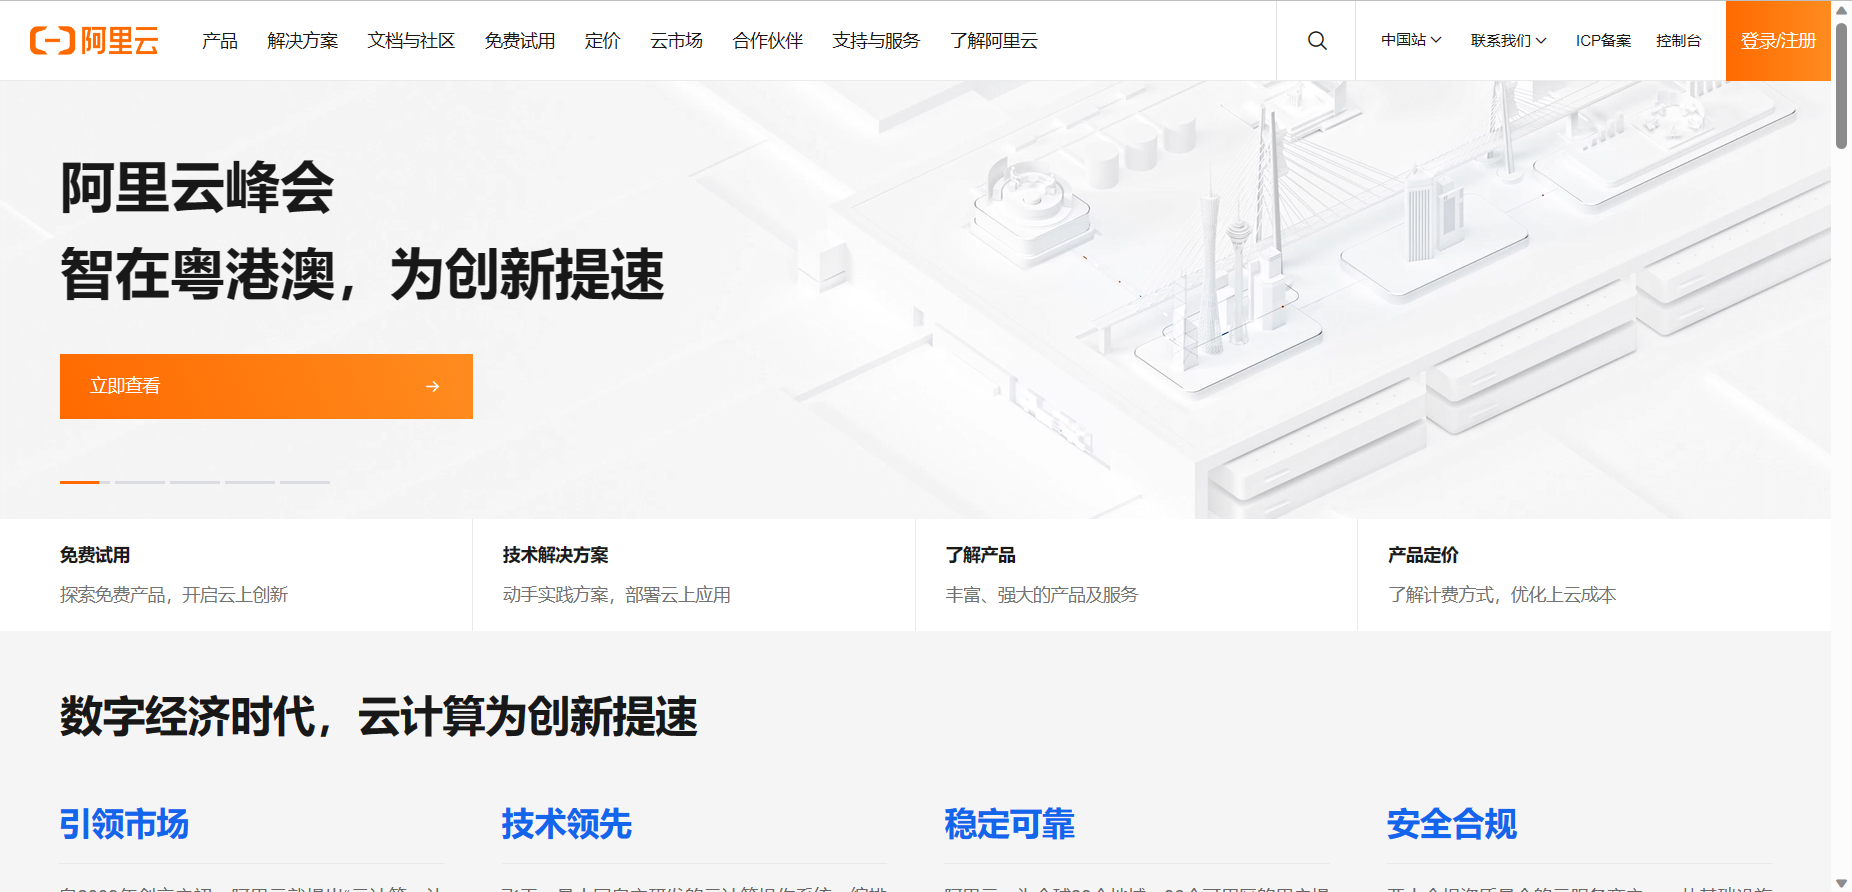 阿里云
产品 解决方案 文档与社区 免费试用 定价 云市场 合作伙伴 支持与服务 了解阿里云
中国站 联系我们 ICP备案 控制台 登录/注册
阿里云峰会
智在粤港澳，为创新提速
立即查看
免费试用
探索免费产品，开启云上创新
技术解决方案
动手实践方案，部署云上应用
了解产品
丰富、强大的产品及服务
产品定价
了解计费方式，优化上云成本
数字经济时代，云计算为创新提速
引领市场
技术领先
稳定可靠
安全合规